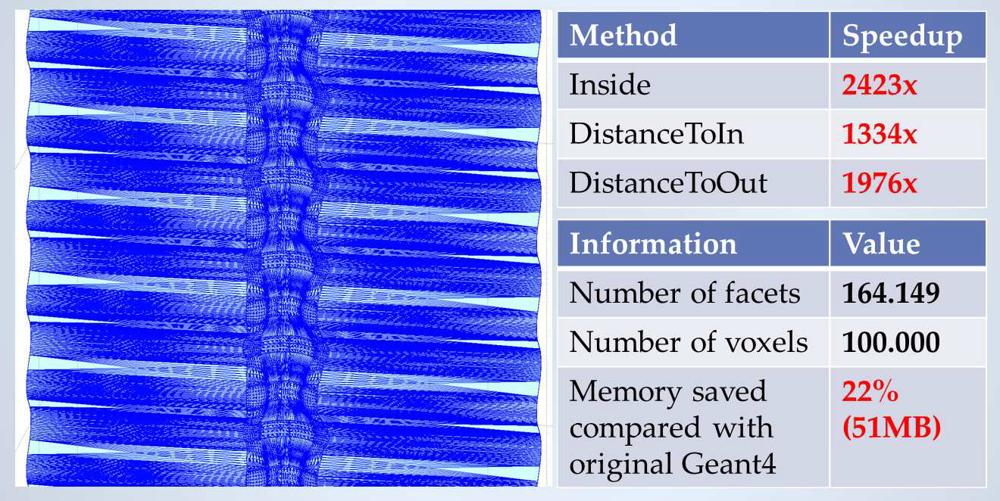 Method Speedup
Inside 2423x
DistanceToIn 1334x
DistanceToOut 1976x
Information Value
Number of facets 164.149
Number of voxels 100.000
Memory saved 22%
compared with (51MB)
original Geant4